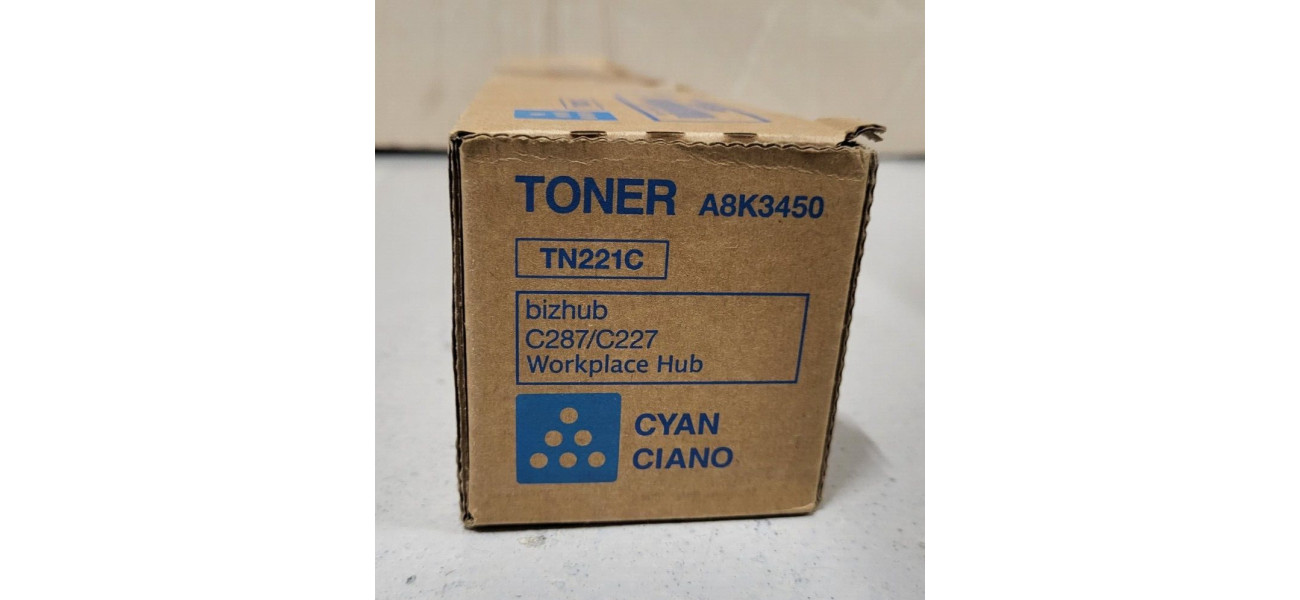 TONER A8K3450
TN221C
bizhub
C287/C227
Workplace Hub
CYAN
CIANO